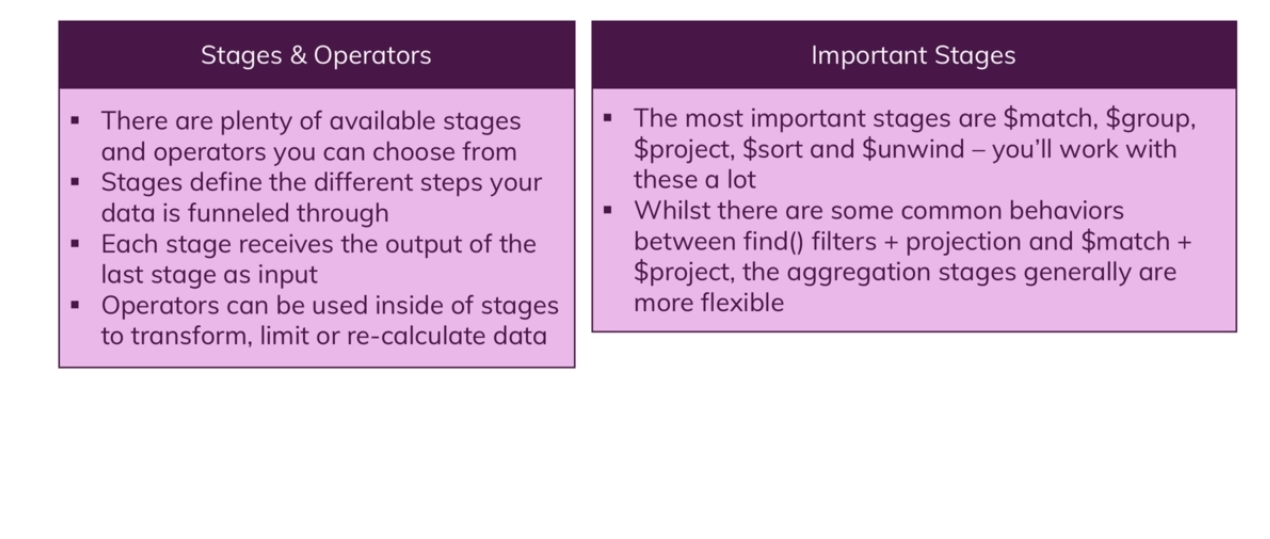 Stages & Operators
▪ There are plenty of available stages
and operators you can choose from
▪ Stages define the different steps your
data is funneled through
▪ Each stage receives the output of the
last stage as input
▪ Operators can be used inside of stages
to transform, limit or re-calculate data
Important Stages
▪ The most important stages are $match, $group,
$project, $sort and $unwind – you’ll work with
these a lot
▪ Whilst there are some common behaviors
between find() filters + projection and $match +
$project, the aggregation stages generally are
more flexible